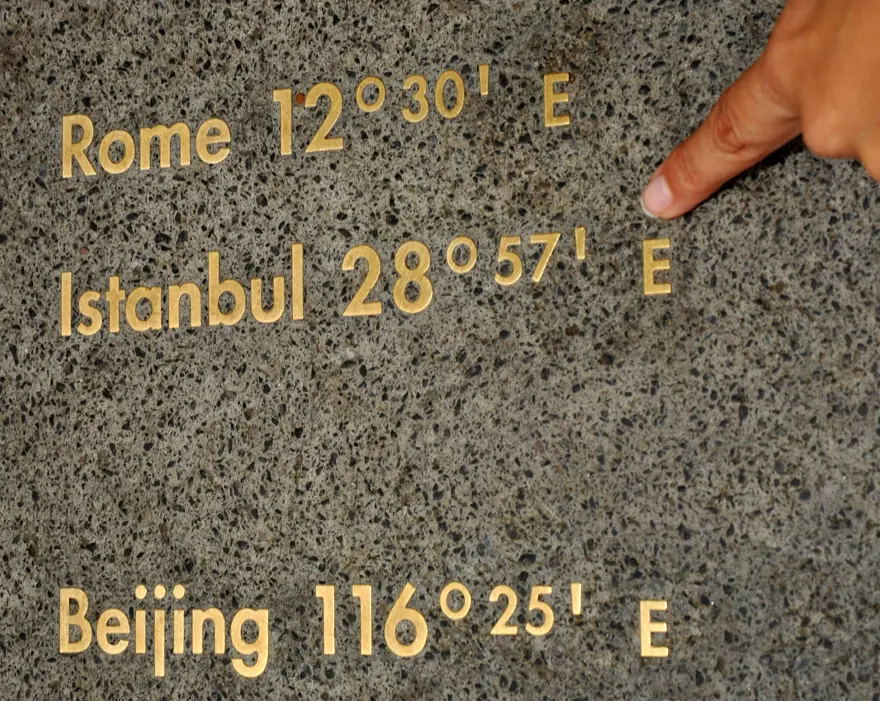 Rome 12°30' E
Istanbul 28°57' E
Beijing 116°25' E